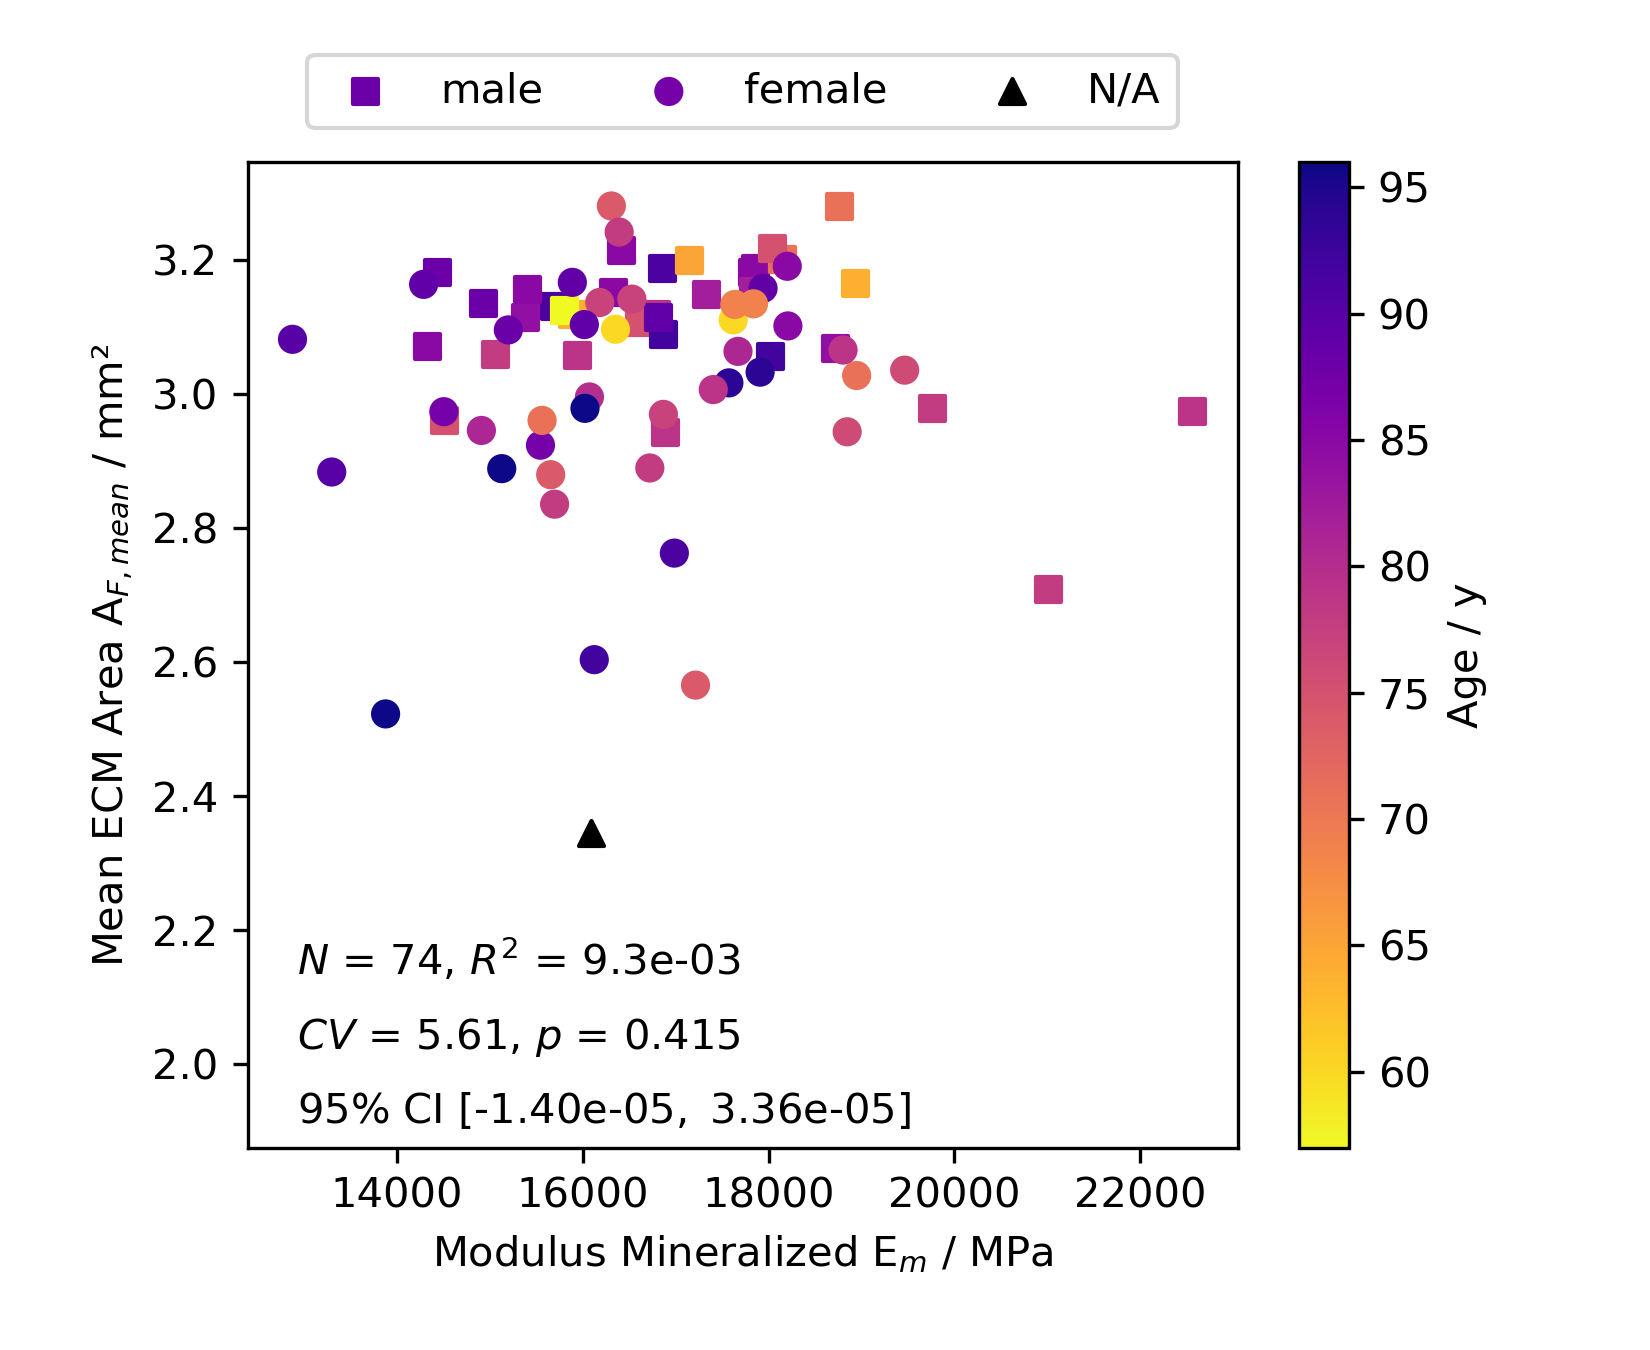 male female N/A
3.2
3.0
2.8
2.6
2.4
2.2
2.0
Mean ECM Area A_F,mean / mm²
N = 74, R² = 9.3e-03
CV = 5.61, p = 0.415
95% CI [-1.40e-05, 3.36e-05]
14000 16000 18000 20000 22000
Modulus Mineralized E_m / MPa
95
90
85
80
75
70
65
60
Age / y